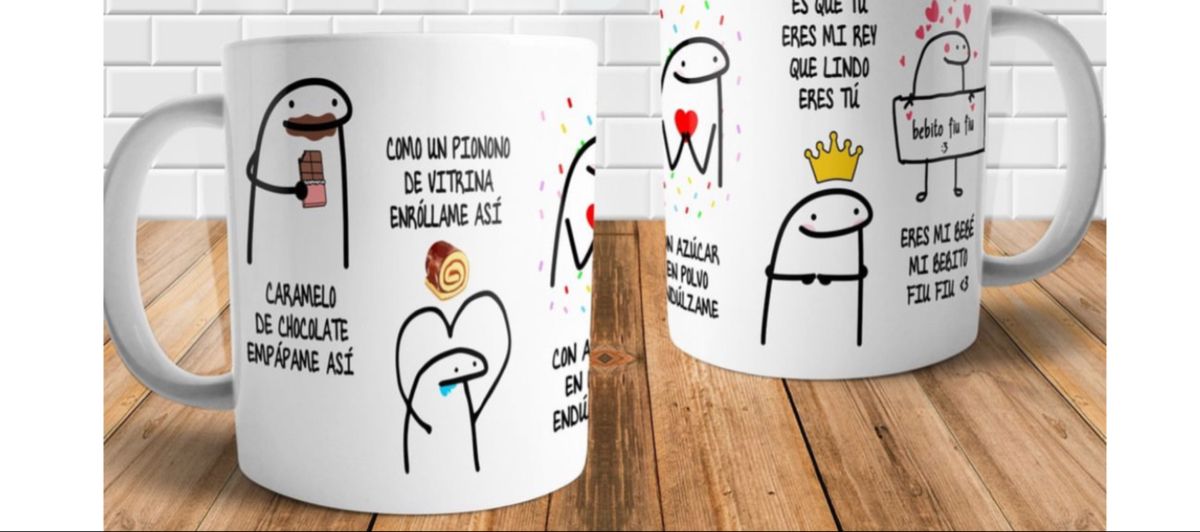 CARAMELO
DE CHOCOLATE
EMPÁPAME ASÍ
COMO UN PIONONO
DE VITRINA
ENRÓLLAME ASÍ
CON
EN
ES QUE TÚ
ERES MI REY
QUE LINDO
ERES TÚ
AZÚCAR
EN POLVO
bebito fiu fiu
:3
ERES MI BEBÉ
MI BEBITO
FIU FIU <3